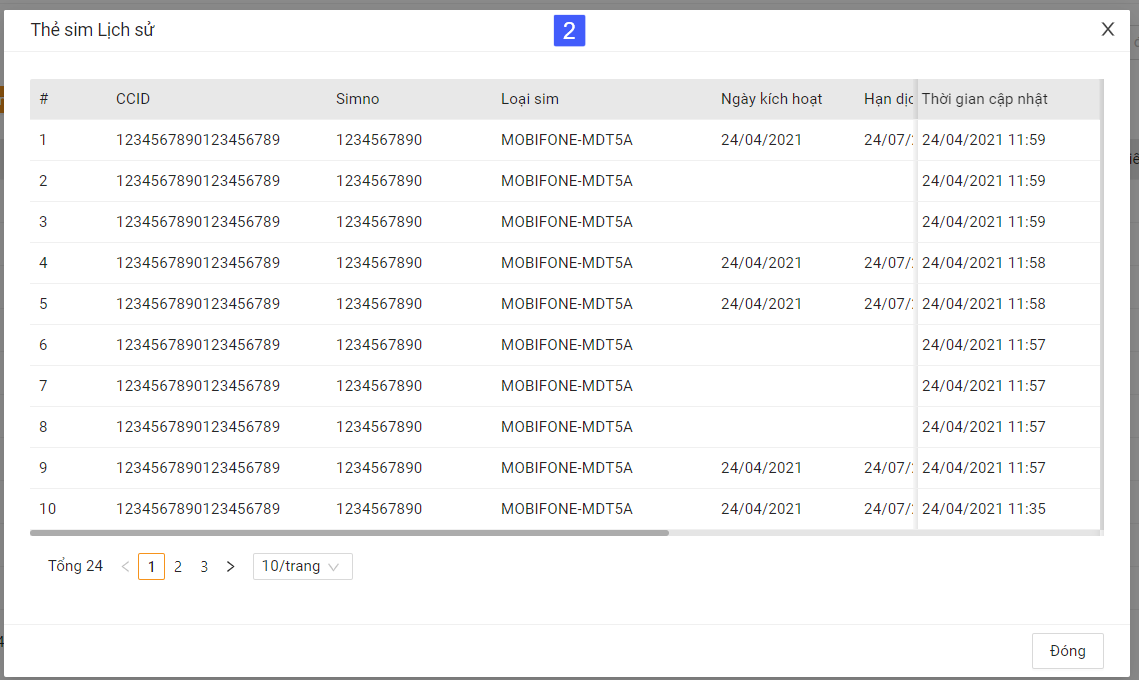 Thẻ sim Lịch sử
2
# CCID Simno Loại sim Ngày kích hoạt Hạn Thời gian cập nhật
1 1234567890123456789 1234567890 MOBIFONE-MDT5A 24/04/2021 24/07/ 24/04/2021 11:59
2 1234567890123456789 1234567890 MOBIFONE-MDT5A 24/04/2021 11:59
3 1234567890123456789 1234567890 MOBIFONE-MDT5A 24/04/2021 11:59
4 1234567890123456789 1234567890 MOBIFONE-MDT5A 24/04/2021 24/07/ 24/04/2021 11:58
5 1234567890123456789 1234567890 MOBIFONE-MDT5A 24/04/2021 24/07/ 24/04/2021 11:58
6 1234567890123456789 1234567890 MOBIFONE-MDT5A 24/04/2021 11:57
7 1234567890123456789 1234567890 MOBIFONE-MDT5A 24/04/2021 11:57
8 1234567890123456789 1234567890 MOBIFONE-MDT5A 24/04/2021 11:57
9 1234567890123456789 1234567890 MOBIFONE-MDT5A 24/04/2021 24/07/ 24/04/2021 11:57
10 1234567890123456789 1234567890 MOBIFONE-MDT5A 24/04/2021 24/07/ 24/04/2021 11:35
Tổng 24 < 1 2 3 > 10/trang
Đóng